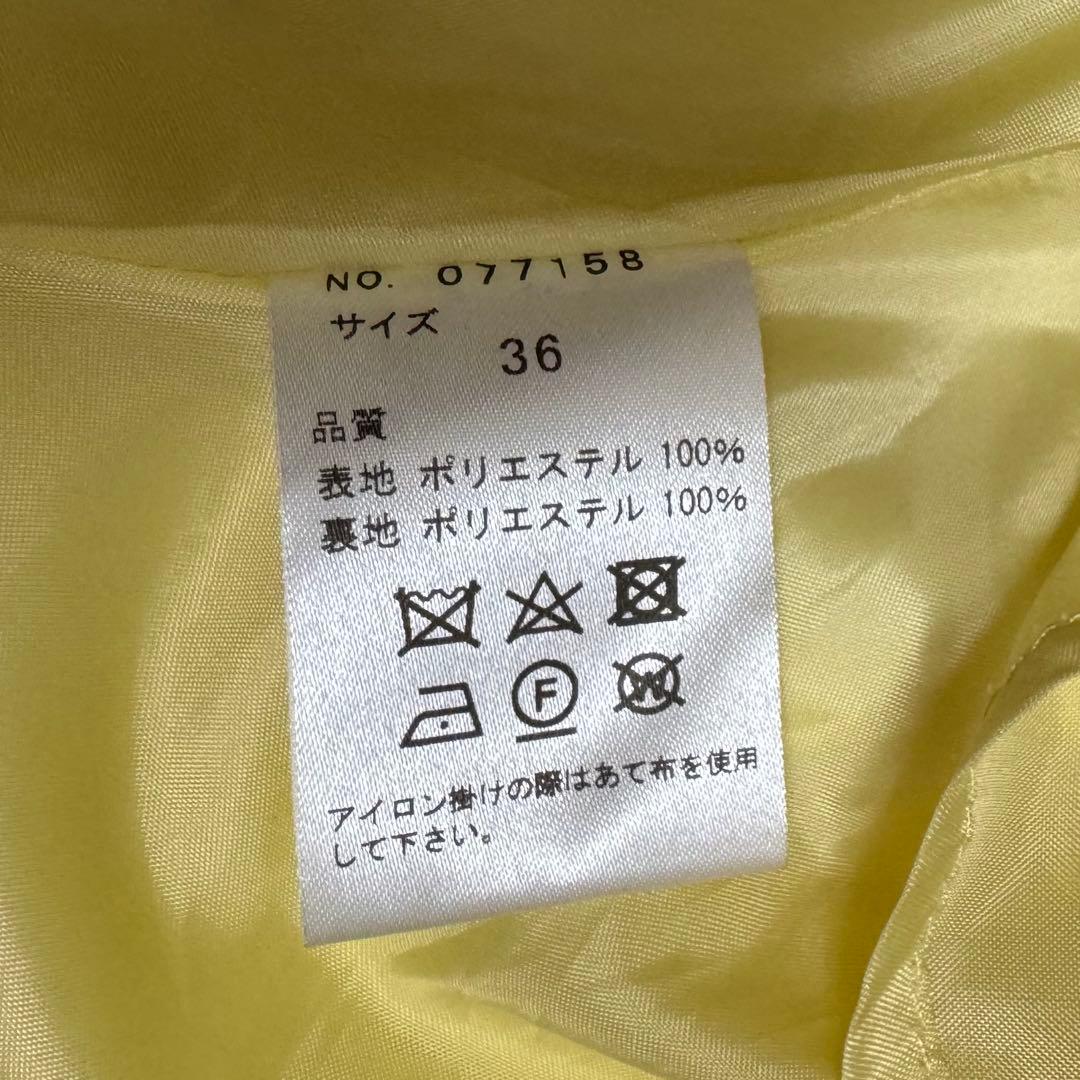 NO. 077158
サイズ
36
品質
表地 ポリエステル 100%
裏地 ポリエステル 100%
F W
アイロン掛けの際はあて布を使用
して下さい。